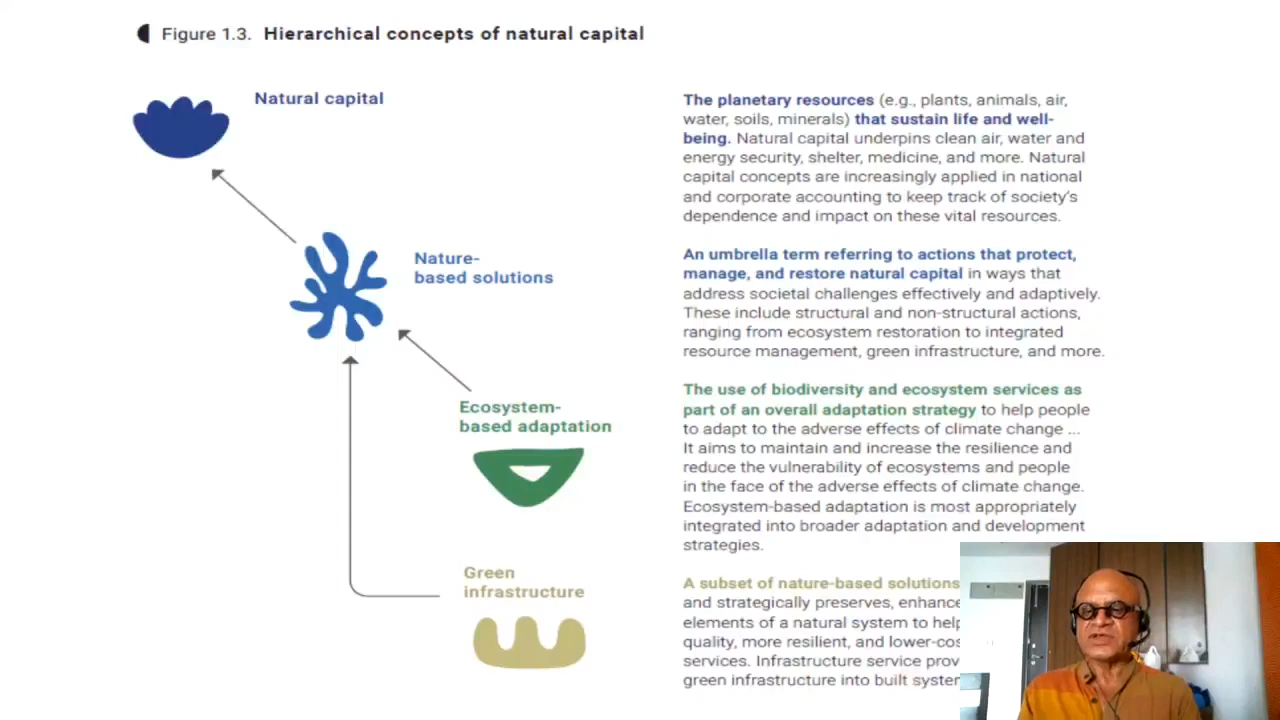 Figure 1.3. Hierarchical concepts of natural capital
Natural capital
The planetary resources (e.g., plants, animals, air,
water, soils, minerals) that sustain life and well-
being. Natural capital underpins clean air, water and
energy security, shelter, medicine, and more. Natural
capital concepts are increasingly applied in national
and corporate accounting to keep track of society's
dependence and impact on these vital resources.
Nature-
based solutions
An umbrella term referring to actions that protect,
manage, and restore natural capital in ways that
address societal challenges effectively and adaptively.
These include structural and non-structural actions,
ranging from ecosystem restoration to integrated
resource management, green infrastructure, and more.
Ecosystem-
based adaptation
The use of biodiversity and ecosystem services as
part of an overall adaptation strategy to help people
to adapt to the adverse effects of climate change ...
It aims to maintain and increase the resilience and
reduce the vulnerability of ecosystems and people
in the face of the adverse effects of climate change.
Ecosystem-based adaptation is most appropriately
integrated into broader adaptation and development
strategies.
Green
infrastructure
A subset of nature-based solutions
and strategically preserves, enhance
elements of a natural system to help
quality, more resilient, and lower-cos
services. Infrastructure service prov
green infrastructure into built system